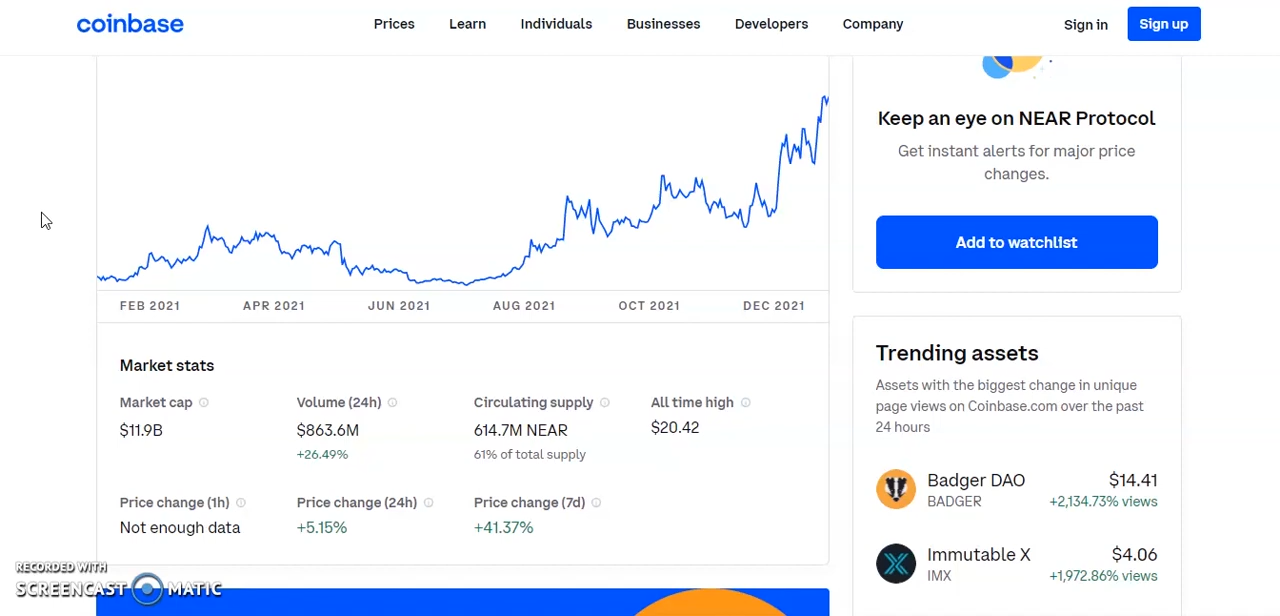 coinbase
Prices Learn Individuals Businesses Developers Company
Sign in Sign up
FEB 2021 APR 2021 JUN 2021 AUG 2021 OCT 2021 DEC 2021
Market stats
Market cap Volume (24h) Circulating supply All time high
$11.9B $863.6M 614.7M NEAR $20.42
+26.49% 61% of total supply
Price change (1h) Price change (24h) Price change (7d)
Not enough data +5.15% +41.37%
Keep an eye on NEAR Protocol
Get instant alerts for major price
changes.
Add to watchlist
Trending assets
Assets with the biggest change in unique
page views on Coinbase.com over the past
24 hours
Badger DAO $14.41
BADGER +2,134.73% views
Immutable X $4.06
IMX +1,972.86% views
RECORDED WITH
SCREENCAST MATIC